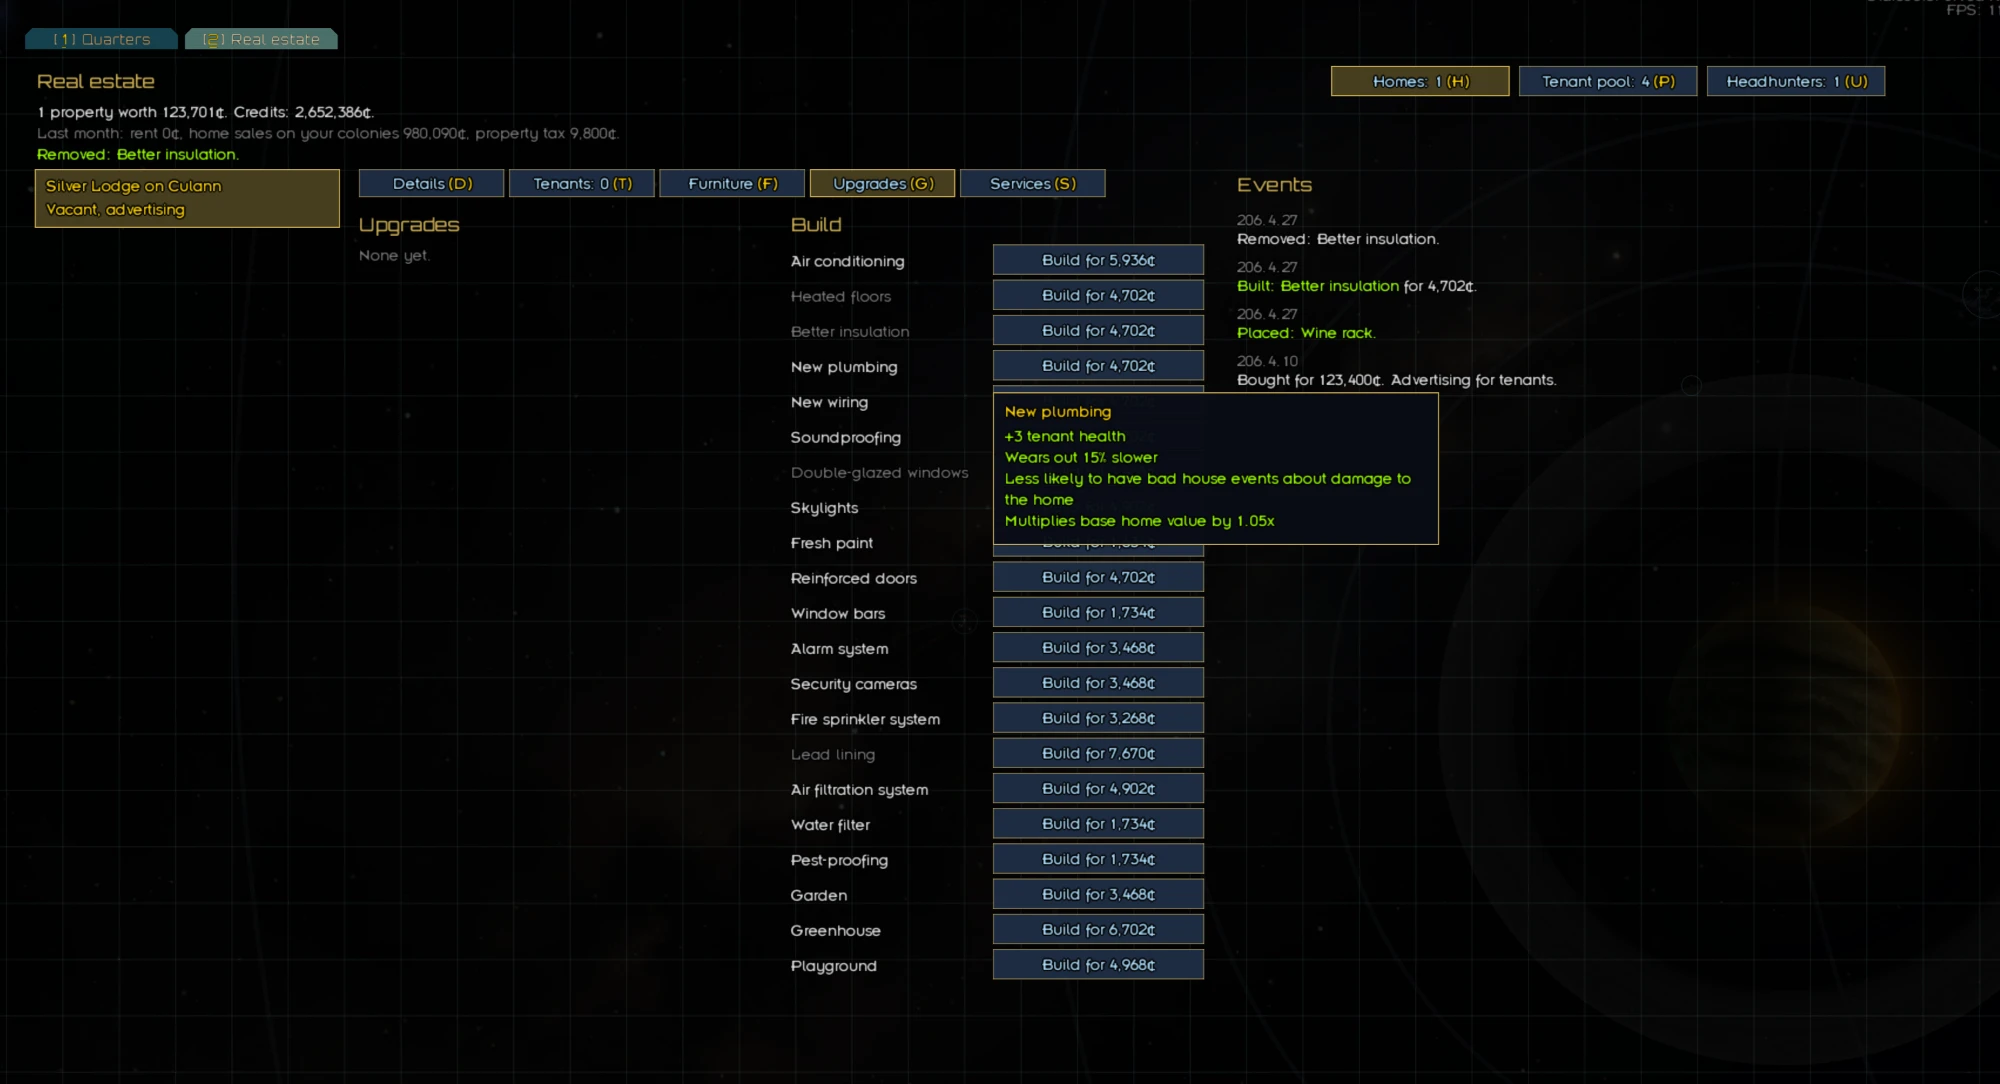 FPS: 11
[1] Quarters
[2] Real estate
Real estate
Homes: 1 (H)
Tenant pool: 4 (P)
Headhunters: 1 (U)
1 property worth 123,701¢. Credits: 2,652,386¢.
Last month: rent 0¢, home sales on your colonies 980,090¢, property tax 9,800¢.
Removed: Better insulation.
Silver Lodge on Culann
Vacant, advertising
Details (D)
Tenants: 0 (T)
Furniture (F)
Upgrades (G)
Services (S)
Upgrades
None yet.
Build
Air conditioning
Build for 5,936¢
Heated floors
Build for 4,702¢
Better insulation
Build for 4,702¢
New plumbing
Build for 4,702¢
New wiring
Soundproofing
Double-glazed windows
Skylights
Fresh paint
Reinforced doors
Build for 4,702¢
Window bars
Build for 1,734¢
Alarm system
Build for 3,468¢
Security cameras
Build for 3,468¢
Fire sprinkler system
Build for 3,268¢
Lead lining
Build for 7,670¢
Air filtration system
Build for 4,902¢
Water filter
Build for 1,734¢
Pest-proofing
Build for 1,734¢
Garden
Build for 3,468¢
Greenhouse
Build for 6,702¢
Playground
Build for 4,968¢
New plumbing
+3 tenant health
Wears out 15% slower
Less likely to have bad house events about damage to
the home
Multiplies base home value by 1.05x
Events
206.4.27
Removed: Better insulation.
206.4.27
Built: Better insulation for 4,702¢.
206.4.27
Placed: Wine rack.
206.4.10
Bought for 123,400¢. Advertising for tenants.